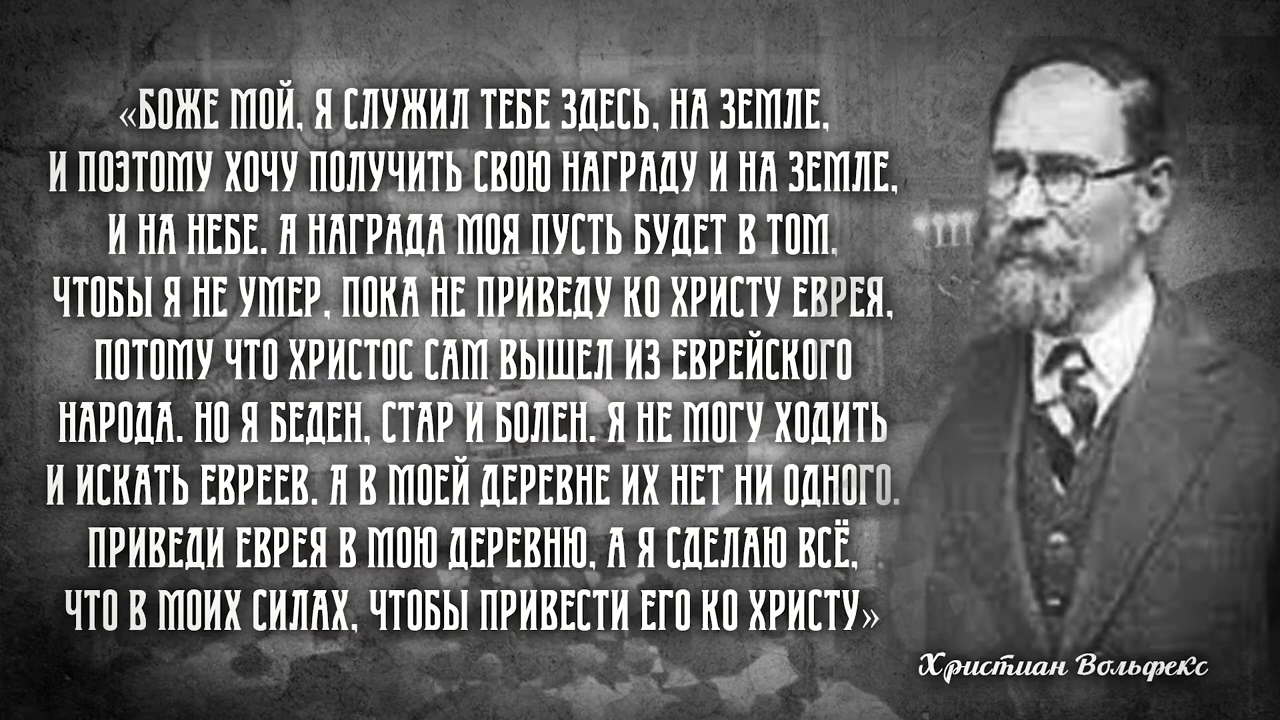 «БОЖЕ МОЙ, Я СЛУЖИЛ ТЕБЕ ЗДЕСЬ, НА ЗЕМЛЕ,
И ПОЭТОМУ ХОЧУ ПОЛУЧИТЬ СВОЮ НАГРАДУ И НА ЗЕМЛЕ,
И НА НЕБЕ. А НАГРАДА МОЯ ПУСТЬ БУДЕТ В ТОМ,
ЧТОБЫ Я НЕ УМЕР, ПОКА НЕ ПРИВЕДУ КО ХРИСТУ ЕВРЕЯ,
ПОТОМУ ЧТО ХРИСТОС САМ ВЫШЕЛ ИЗ ЕВРЕЙСКОГО
НАРОДА. НО Я БЕДЕН, СТАР И БОЛЕН. Я НЕ МОГУ ХОДИТЬ
И ИСКАТЬ ЕВРЕЕВ. А В МОЕЙ ДЕРЕВНЕ ИХ НЕТ НИ ОДНОГО.
ПРИВЕДИ ЕВРЕЯ В МОЮ ДЕРЕВНЮ, А Я СДЕЛАЮ ВСЁ,
ЧТО В МОИХ СИЛАХ, ЧТОБЫ ПРИВЕСТИ ЕГО КО ХРИСТУ»
Христиан Вольфекс